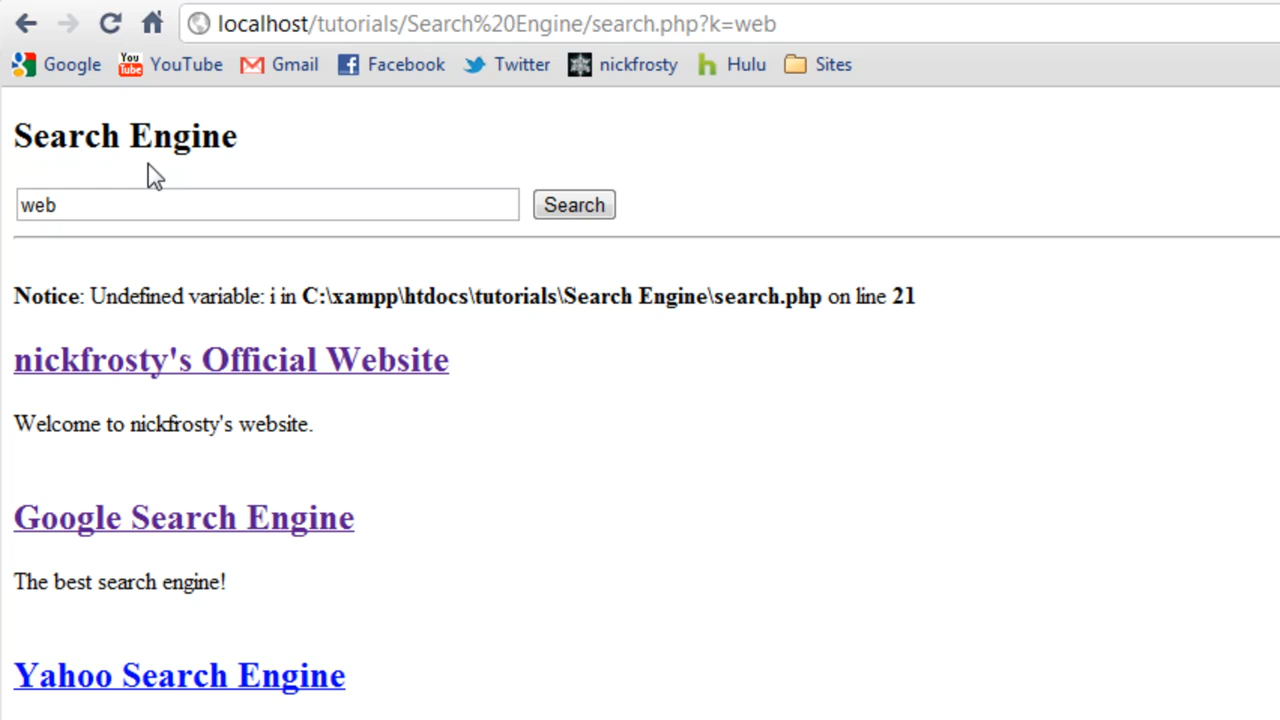 localhost/tutorials/Search%20Engine/search.php?k=web
Google YouTube Gmail Facebook Twitter nickfrosty Hulu Sites
Search Engine
web Search
Notice: Undefined variable: i in C:\xampp\htdocs\tutorials\Search Engine\search.php on line 21
nickfrosty's Official Website
Welcome to nickfrosty's website.
Google Search Engine
The best search engine!
Yahoo Search Engine